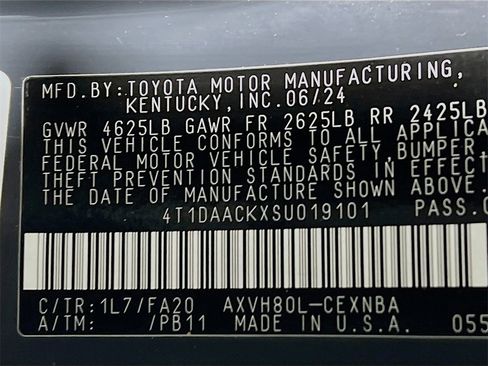 MFD.BY:TOYOTA MOTOR MANUFACTURING,
KENTUCKY,INC.06/24
GVWR 4625LB GAWR FR 2625LB RR 2425LB
THIS VEHICLE CONFORMS TO ALL APPLICA
FEDERAL MOTOR VEHICLE SAFETY,BUMPER
THEFT PREVENTION STANDARDS IN EFFECT
THE DATE OF MANUFACTURE SHOWN ABOVE.
4T1DAACKXSU019101 PASS.
C/TR:1L7/FA20 AXVH80L-CEXNBA
A/TM: /PB11 MADE IN U.S.A. 055